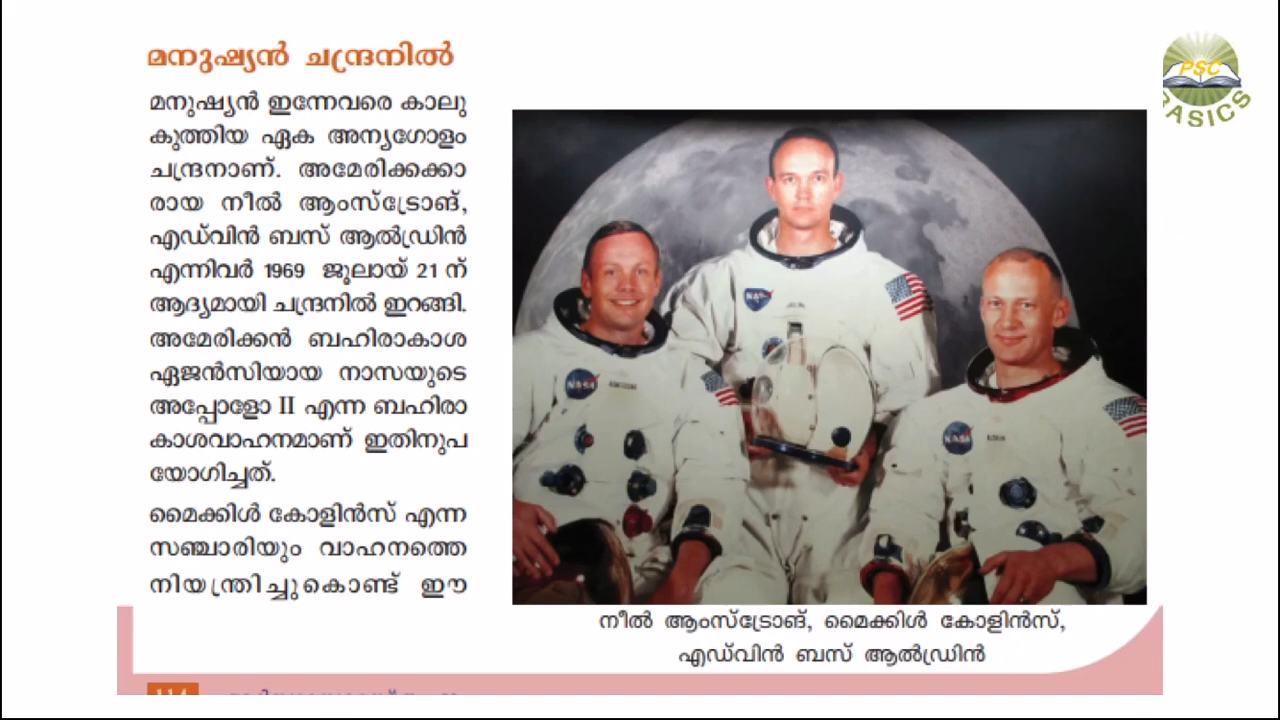 മനുഷ്യൻ ചന്ദ്രനിൽ
മനുഷ്യൻ ഇന്നേവരെ കാലു
കുത്തിയ ഏക അന്യഗോളം
ചന്ദ്രനാണ്. അമേരിക്കക്കാ
രായ നീൽ ആംസ്ട്രോങ്,
എഡ്വിൻ ബസ് ആൽഡ്രിൻ
എന്നിവർ 1969 ജൂലായ് 21 ന്
ആദ്യമായി ചന്ദ്രനിൽ ഇറങ്ങി.
അമേരിക്കൻ ബഹിരാകാശ
ഏജൻസിയായ നാസയുടെ
അപ്പോളോ II എന്ന ബഹിരാ
കാശവാഹനമാണ് ഇതിനുപ
യോഗിച്ചത്.
മൈക്കിൾ കോളിൻസ് എന്ന
സഞ്ചാരിയും വാഹനത്തെ
നിയന്ത്രിച്ചുകൊണ്ട് ഈ
PSC
BASICS
NASA
NASA
NASA
നീൽ ആംസ്ട്രോങ്, മൈക്കിൾ കോളിൻസ്,
എഡ്വിൻ ബസ് ആൽഡ്രിൻ
114